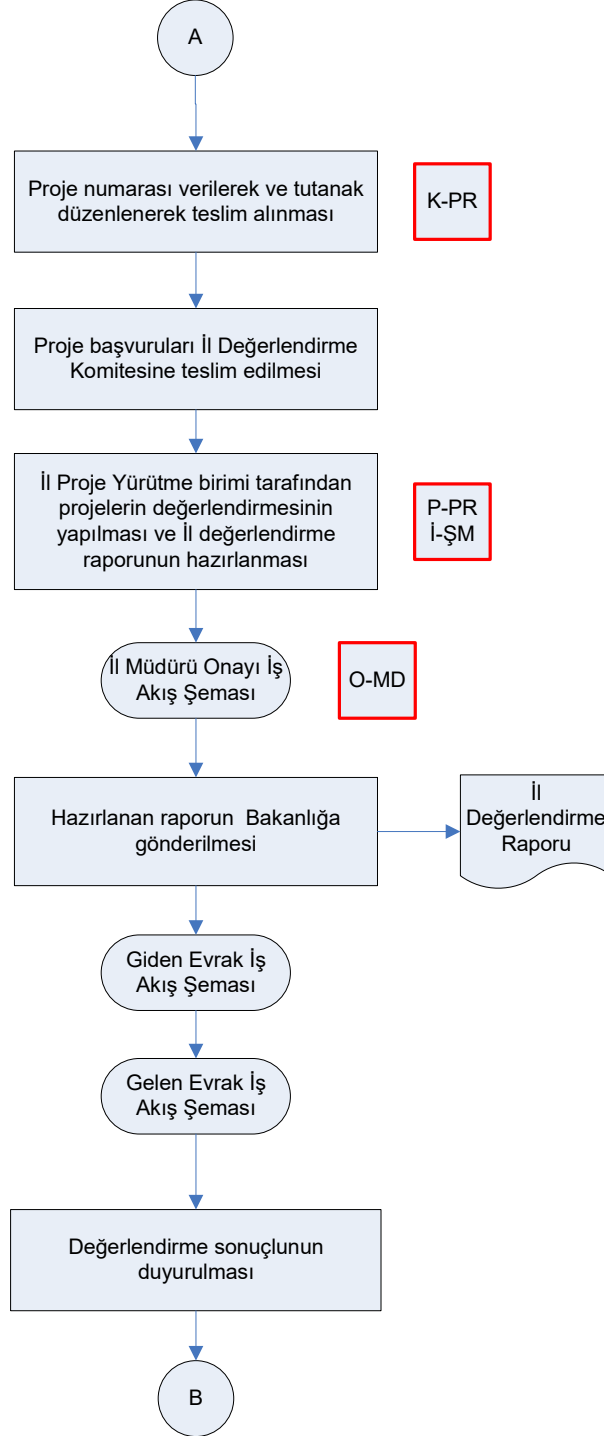 A
Proje numarası verilerek ve tutanak
düzenlenerek teslim alınması
K-PR
Proje başvuruları İl Değerlendirme
Komitesine teslim edilmesi
İl Proje Yürütme birimi tarafından
projelerin değerlendirmesinin
yapılması ve İl değerlendirme
raporunun hazırlanması
P-PR
İ-ŞM
İl Müdürü Onayı İş
Akış Şeması
O-MD
Hazırlanan raporun  Bakanlığa
gönderilmesi
İl
Değerlendirme
Raporu
Giden Evrak İş
Akış Şeması
Gelen Evrak İş
Akış Şeması
Değerlendirme sonuçlunun
duyurulması
B